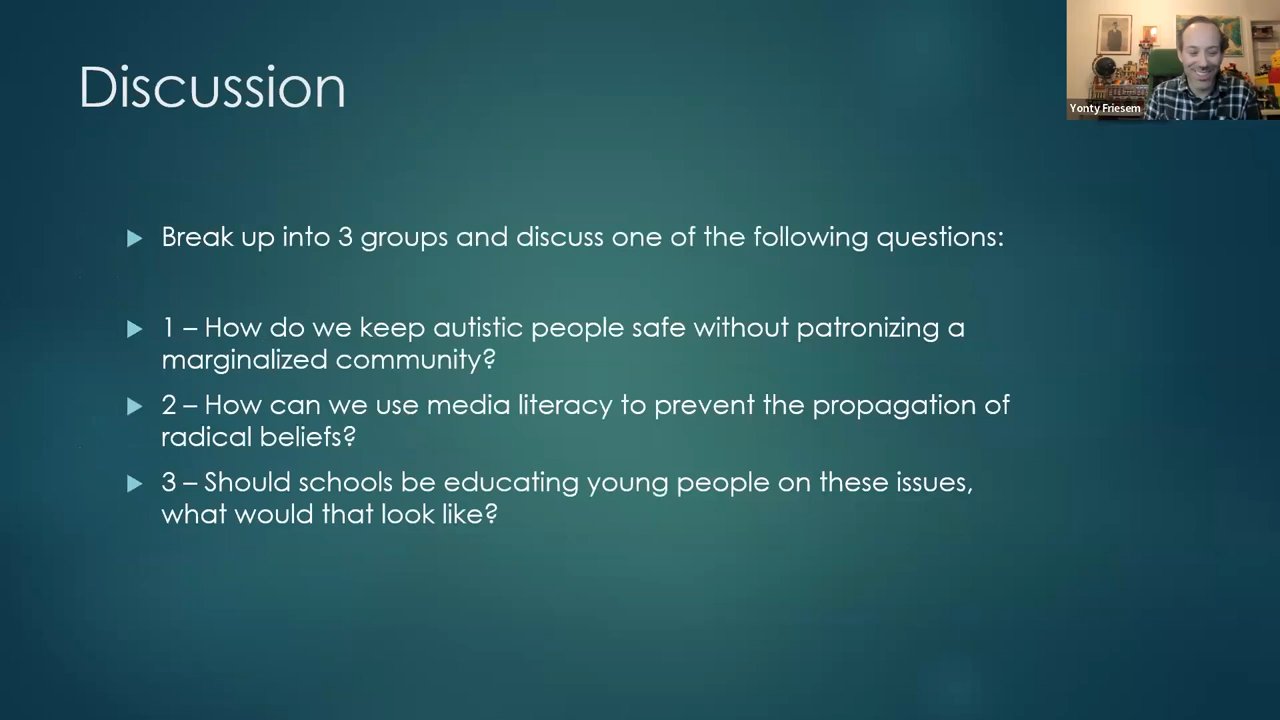 Discussion
Yonty Friesem
Break up into 3 groups and discuss one of the following questions:
1 – How do we keep autistic people safe without patronizing a
marginalized community?
2 – How can we use media literacy to prevent the propagation of
radical beliefs?
3 – Should schools be educating young people on these issues,
what would that look like?